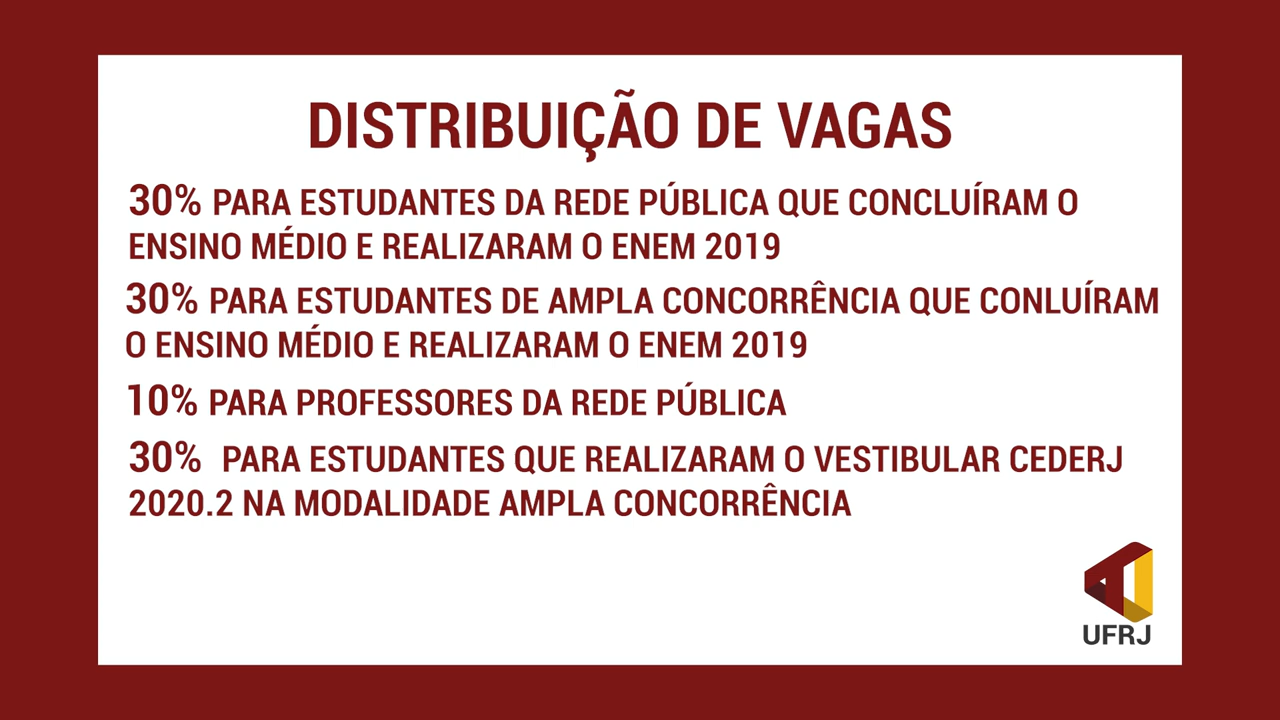 DISTRIBUIÇÃO DE VAGAS
30% PARA ESTUDANTES DA REDE PÚBLICA QUE CONCLUÍRAM O
ENSINO MÉDIO E REALIZARAM O ENEM 2019
30% PARA ESTUDANTES DE AMPLA CONCORRÊNCIA QUE CONLUÍRAM
O ENSINO MÉDIO E REALIZARAM O ENEM 2019
10% PARA PROFESSORES DA REDE PÚBLICA
30% PARA ESTUDANTES QUE REALIZARAM O VESTIBULAR CEDERJ
2020.2 NA MODALIDADE AMPLA CONCORRÊNCIA
UFRJ